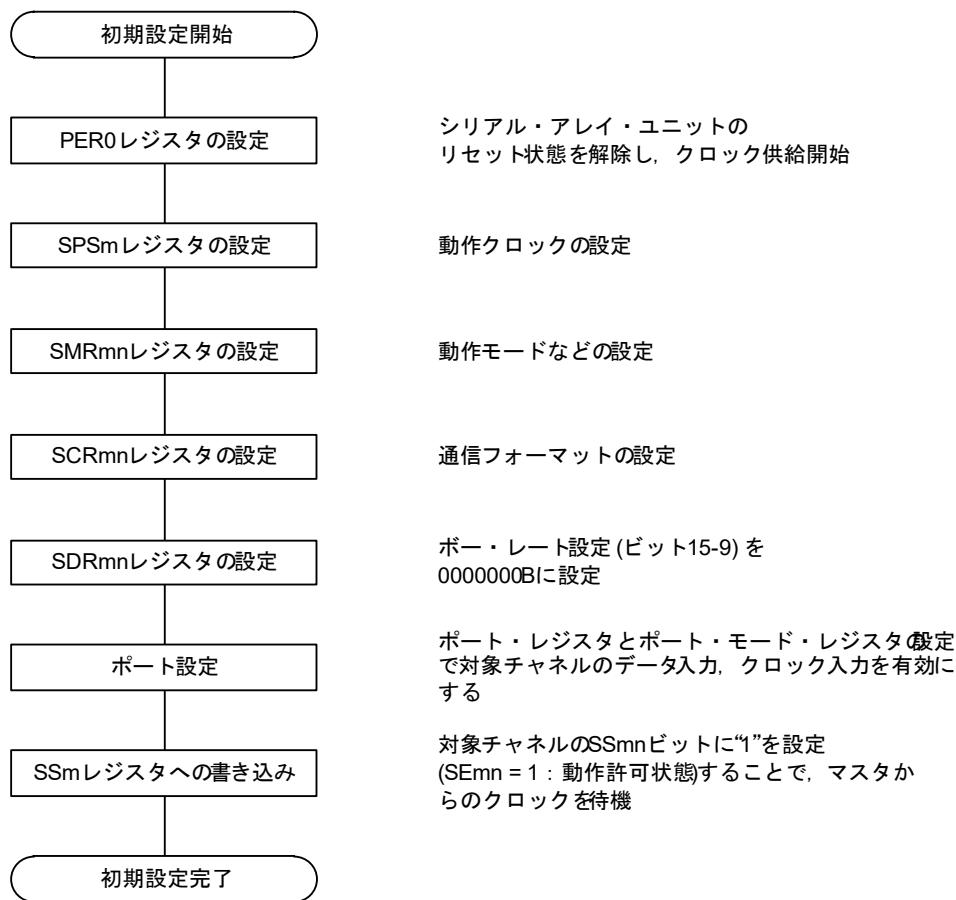 初期設定開始
PER0レジスタの設定
シリアル・アレイ・ユニットの
リセット状態を解除し，クロック供給開始
SPSmレジスタの設定
動作クロックの設定
SMRmnレジスタの設定
動作モードなどの設定
SCRmnレジスタの設定
通信フォーマットの設定
SDRmnレジスタの設定
ボー・レート設定 (ビット15-9) を
0000000Bに設定
ポート設定
ポート・レジスタとポート・モード・レジスタの設定
で対象チャネルのデータ入力，クロック入力を有効に
する
SSmレジスタへの書き込み
対象チャネルのSSmnビットに“1”を設定
(SEmn = 1：動作許可状態)することで，マスタか
らのクロックを待機
初期設定完了